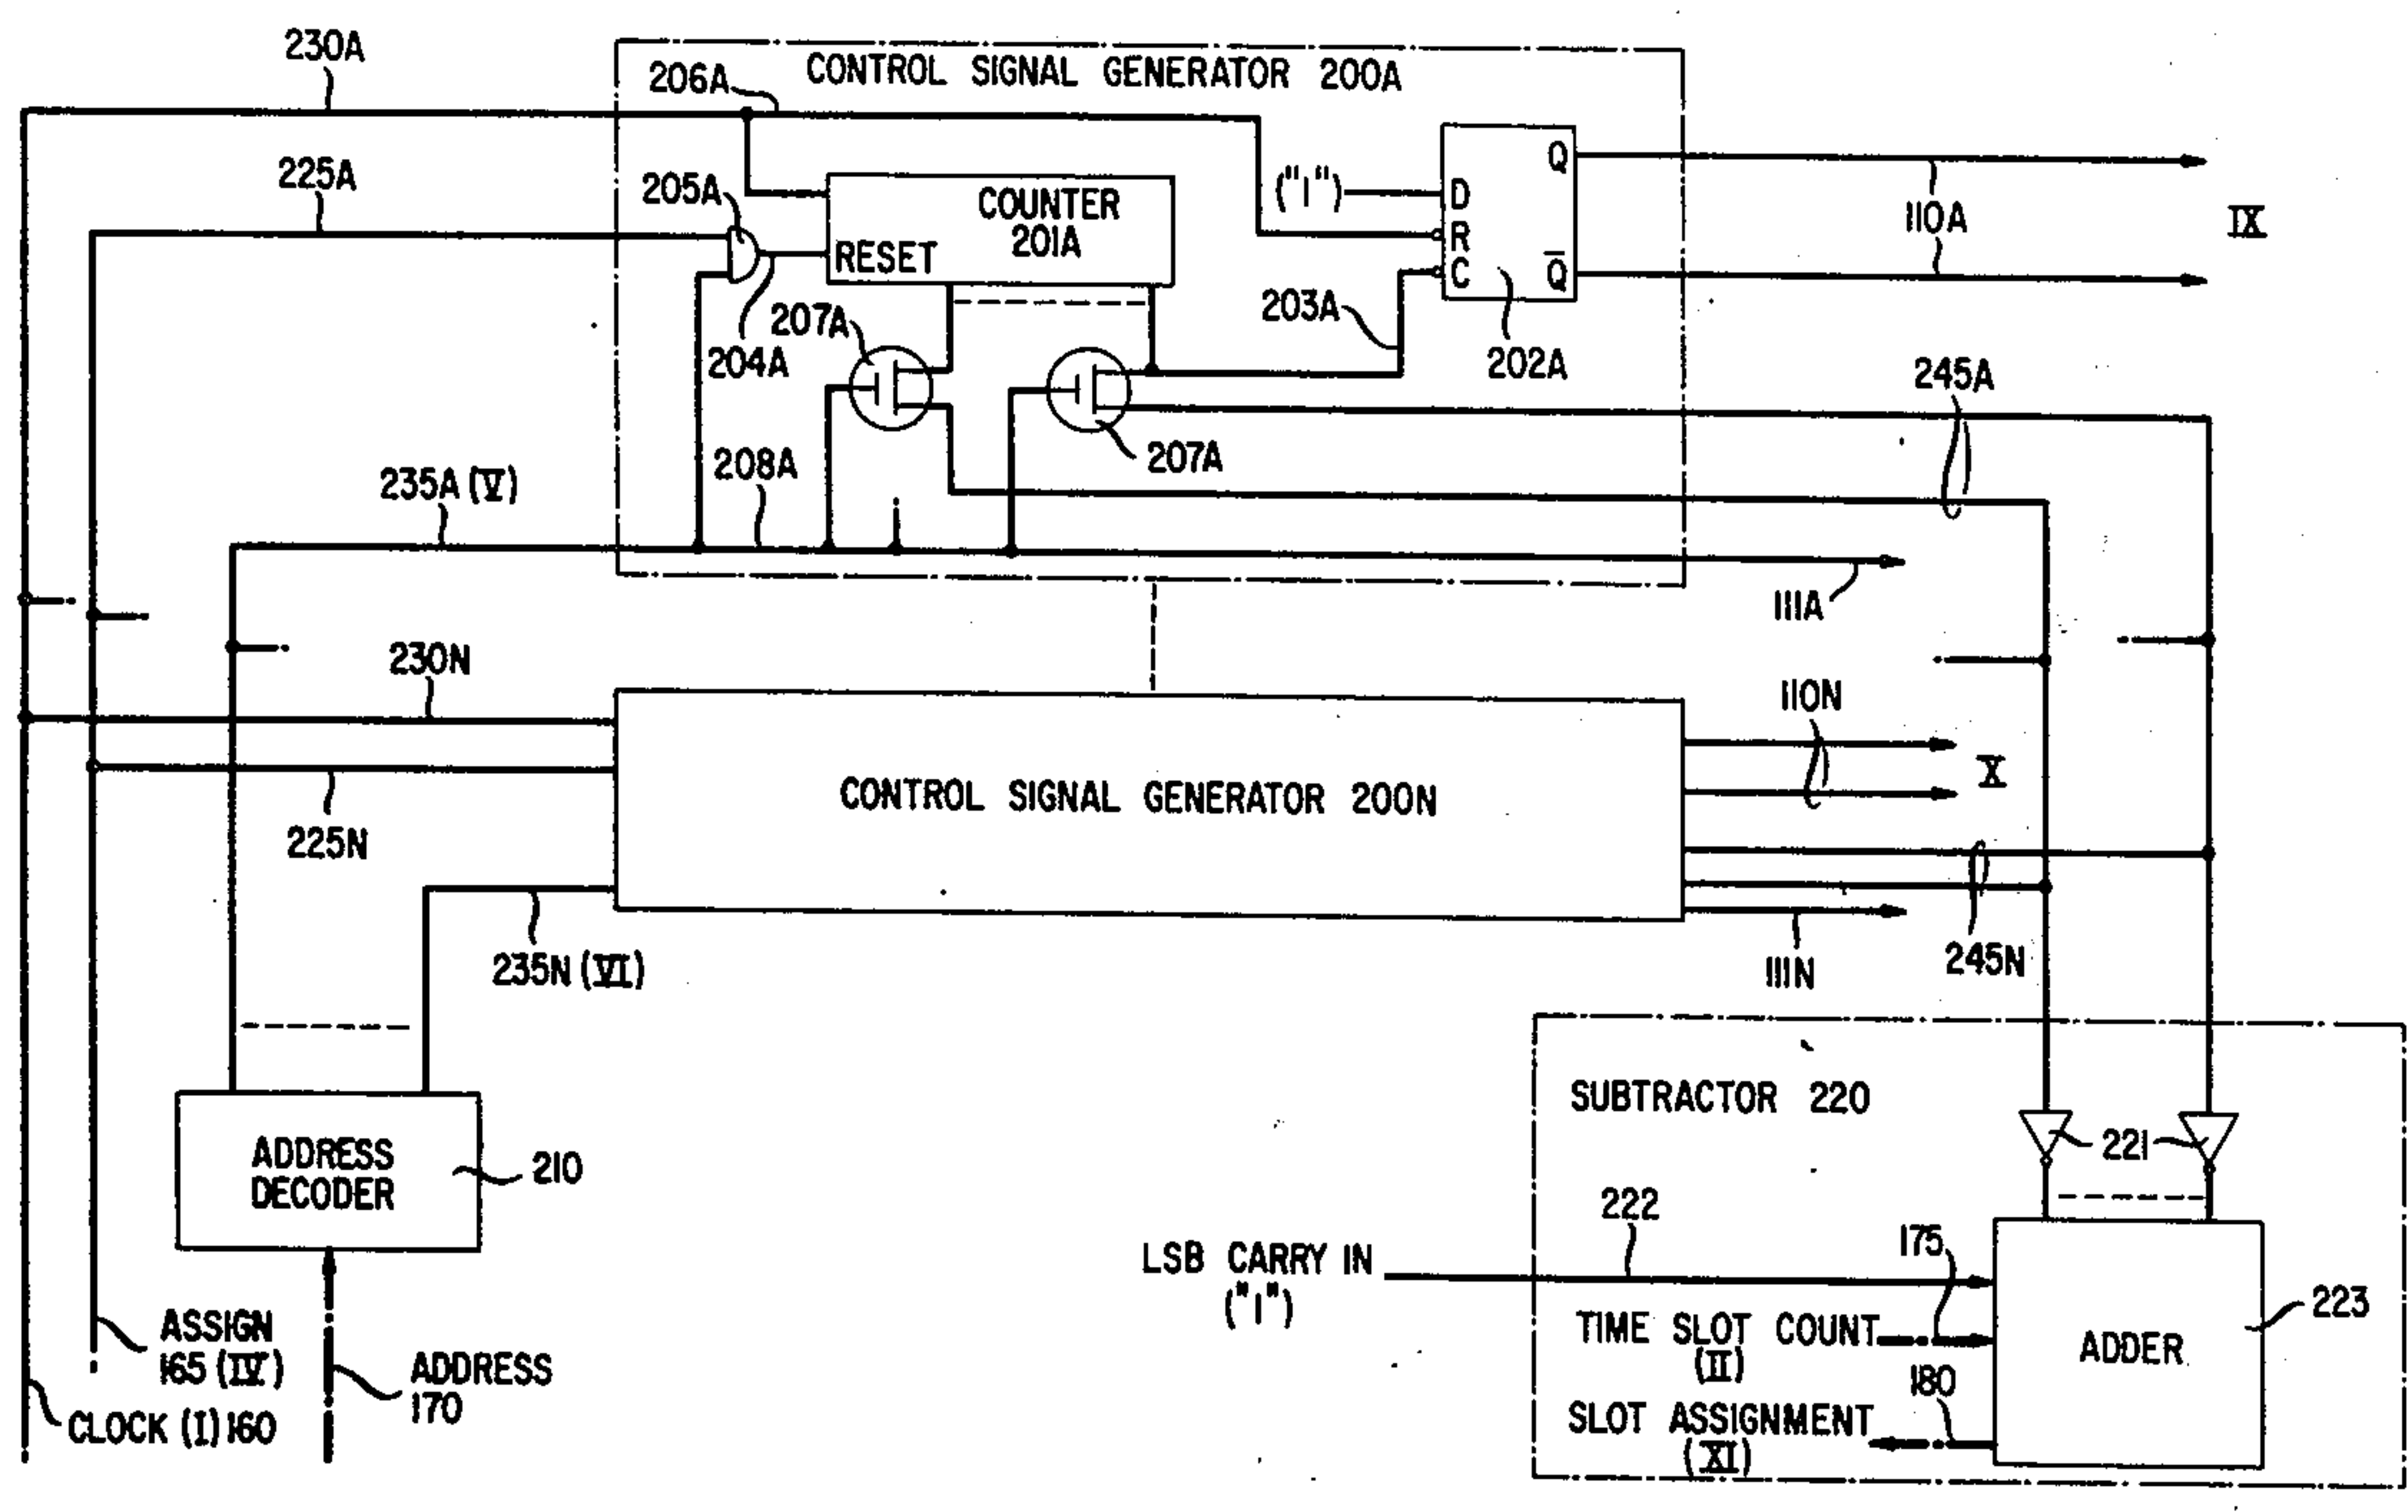 230A
206A
CONTROL SIGNAL GENERATOR 200A
225A
205A
COUNTER
201A
RESET
("1")
D
R
C
Q
Q̅
110A
IX
207A
204A
203A
202A
245A
207A
208A
235A (V)
111A
230N
110N
X
CONTROL SIGNAL GENERATOR 200N
225N
235N (VI)
111N
245N
SUBTRACTOR 220
221
ADDRESS
DECODER
210
222
LSB CARRY IN
("1")
175
TIME SLOT COUNT
(II)
223
ADDER
180
SLOT ASSIGNMENT
(XI)
ASSIGN
165 (IV)
ADDRESS
170
CLOCK (I) 160